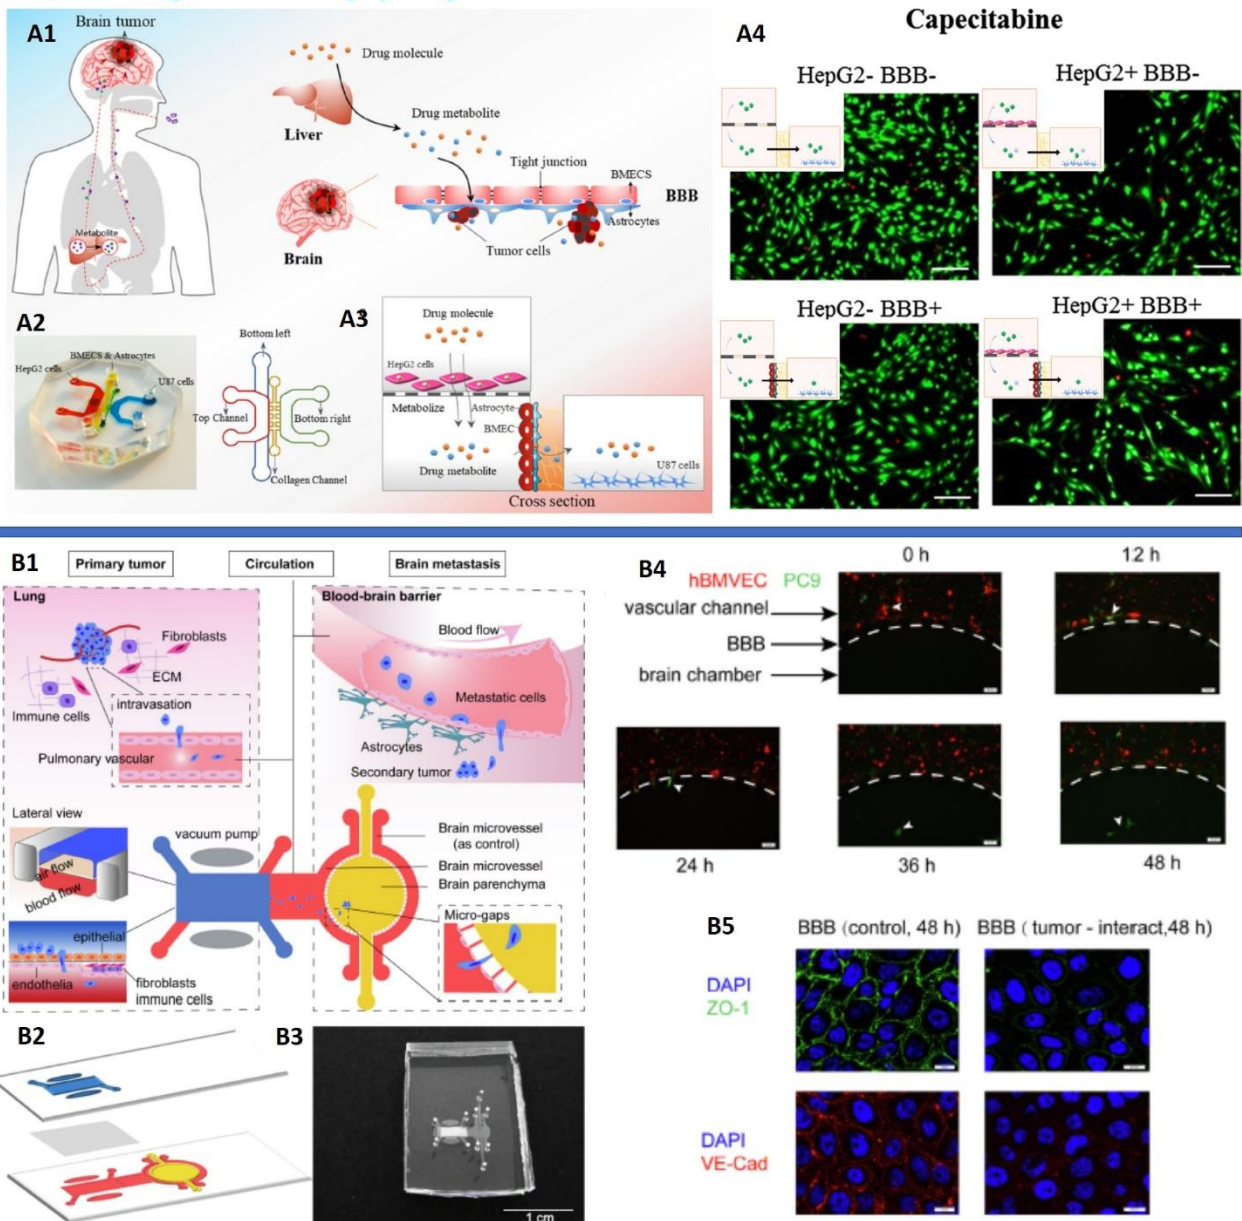 A1
Brain tumor
Metabolite
Drug molecule
Liver
Drug metabolite
Tight junction
BMECS
BBB
Astrocytes
Tumor cells
Brain
A2
HepG2 cells
BMECS & Astrocytes
U87 cells
Bottom left
Top Channel
Bottom right
Collagen Channel
A3
Drug molecule
HepG2 cells
Metabolize
Astrocyte
BMEC
Drug metabolite
U87 cells
Cross section
A4
Capecitabine
HepG2- BBB-
HepG2+ BBB-
HepG2- BBB+
HepG2+ BBB+
B1
Primary tumor
Circulation
Brain metastasis
Lung
Fibroblasts
ECM
Immune cells
intravasation
Pulmonary vascular
Blood-brain barrier
Blood flow
Metastatic cells
Astrocytes
Secondary tumor
Lateral view
air flow
blood flow
vacuum pump
epithelial
endothelia
fibroblasts
immune cells
Brain microvessel
(as control)
Brain microvessel
Brain parenchyma
Micro-gaps
B2
B3
1 cm
B4
0 h
12 h
hBMVEC PC9
vascular channel
BBB
brain chamber
24 h
36 h
48 h
B5
BBB (control, 48 h)
BBB ( tumor - interact,48 h)
DAPI
ZO-1
DAPI
VE-Cad